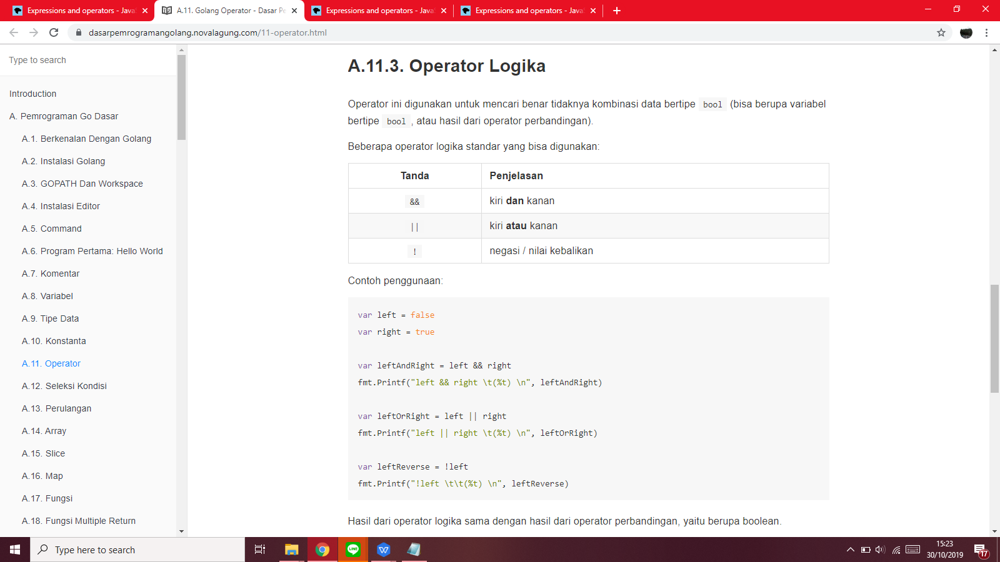 Expressions and operators - Java
A.11. Golang Operator - Dasar Pe
Expressions and operators - Java
Expressions and operators - Java
dasarpemrogramangolang.novalagung.com/11-operator.html
Type to search
Introduction
A. Pemrograman Go Dasar
A.1. Berkenalan Dengan Golang
A.2. Instalasi Golang
A.3. GOPATH Dan Workspace
A.4. Instalasi Editor
A.5. Command
A.6. Program Pertama: Hello World
A.7. Komentar
A.8. Variabel
A.9. Tipe Data
A.10. Konstanta
A.11. Operator
A.12. Seleksi Kondisi
A.13. Perulangan
A.14. Array
A.15. Slice
A.16. Map
A.17. Fungsi
A.18. Fungsi Multiple Return
A.11.3. Operator Logika
Operator ini digunakan untuk mencari benar tidaknya kombinasi data bertipe bool (bisa berupa variabel
bertipe bool , atau hasil dari operator perbandingan).
Beberapa operator logika standar yang bisa digunakan:
Tanda Penjelasan
&& kiri dan kanan
|| kiri atau kanan
! negasi / nilai kebalikan
Contoh penggunaan:
var left = false
var right = true
var leftAndRight = left && right
fmt.Printf("left && right \t(%t) \n", leftAndRight)
var leftOrRight = left || right
fmt.Printf("left || right \t(%t) \n", leftOrRight)
var leftReverse = !left
fmt.Printf("!left \t\t(%t) \n", leftReverse)
Hasil dari operator logika sama dengan hasil dari operator perbandingan, yaitu berupa boolean.
Type here to search
LINE
W
15:23
30/10/2019
17